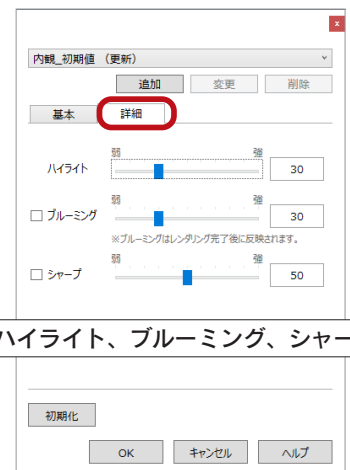 x
内観_初期値 （更新）
追加 変更 削除
基本 詳細
弱 強
ハイライト 30
弱 強
ブルーミング 30
※ブルーミングはレンダリング完了後に反映されます。
弱 強
シャープ 50
ハイライト、ブルーミング、シャー
初期化
OK キャンセル ヘルプ